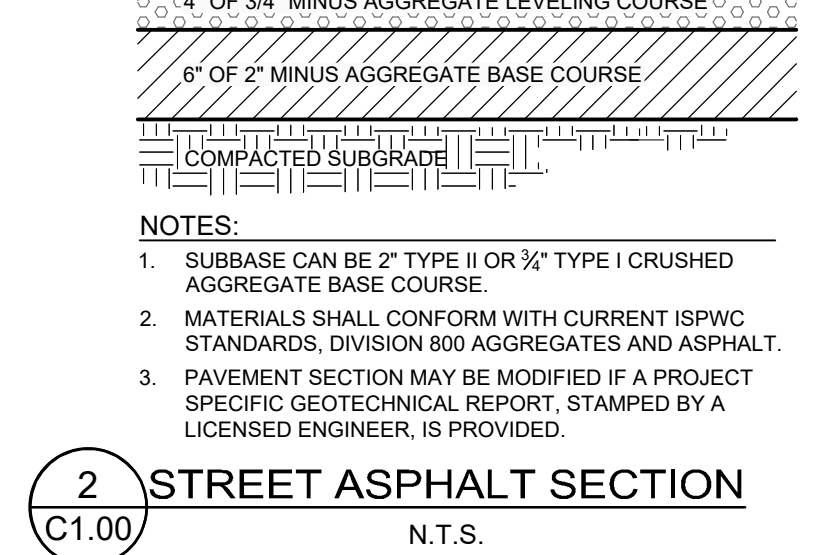 4" OF 3/4" MINUS AGGREGATE LEVELING COURSE
6" OF 2" MINUS AGGREGATE BASE COURSE
COMPACTED SUBGRADE
NOTES:
1. SUBBASE CAN BE 2" TYPE II OR ¾" TYPE I CRUSHED
AGGREGATE BASE COURSE.
2. MATERIALS SHALL CONFORM WITH CURRENT ISPWC
STANDARDS, DIVISION 800 AGGREGATES AND ASPHALT.
3. PAVEMENT SECTION MAY BE MODIFIED IF A PROJECT
SPECIFIC GEOTECHNICAL REPORT, STAMPED BY A
LICENSED ENGINEER, IS PROVIDED.
2 STREET ASPHALT SECTION
C1.00 N.T.S.